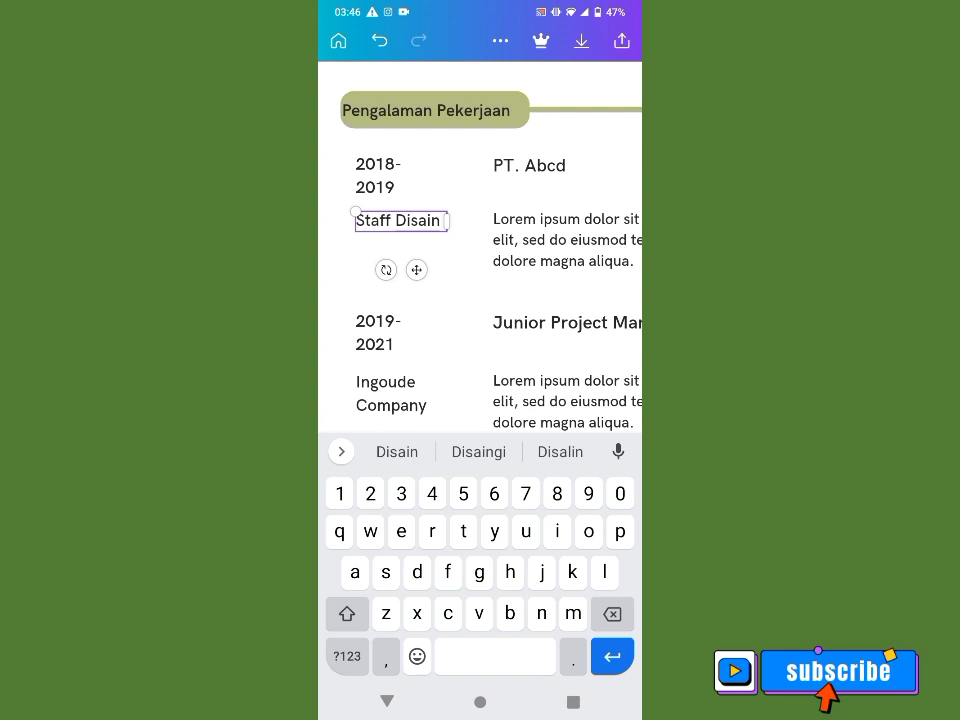 03:46
47%
Pengalaman Pekerjaan
2018-
2019
PT. Abcd
Staff Disain
Lorem ipsum dolor sit
elit, sed do eiusmod te
dolore magna aliqua.
2019-
2021
Junior Project Mar
Ingoude
Company
Lorem ipsum dolor sit
elit, sed do eiusmod te
dolore magna aliqua.
Disain Disaingi Disalin
1 2 3 4 5 6 7 8 9 0
q w e r t y u i o p
a s d f g h j k l
z x c v b n m
?123 , .
subscribe